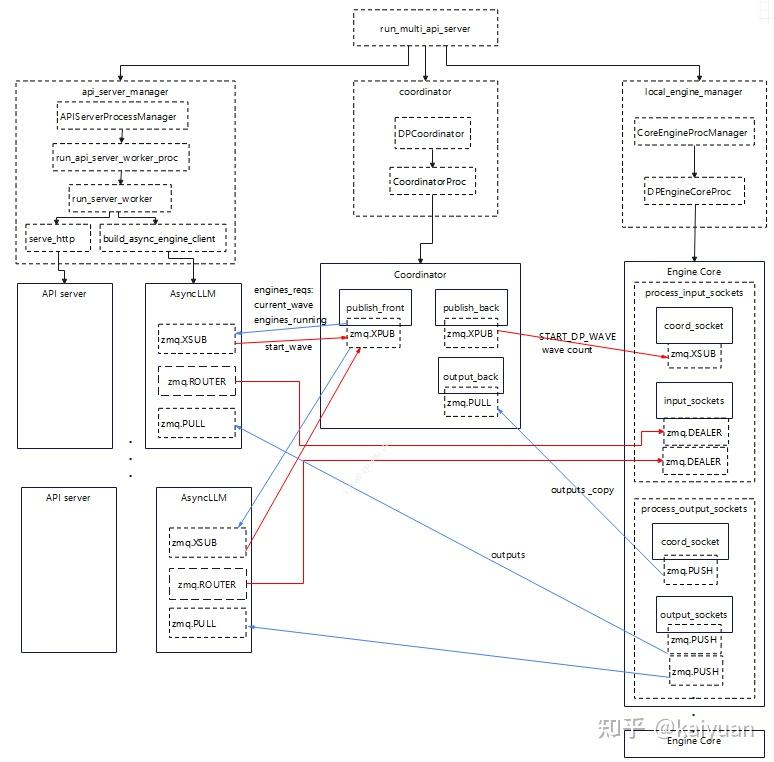 run_multi_api_server
api_server_manager
APIServerProcessManager
run_api_server_worker_proc
run_server_worker
serve_http
build_async_engine_client
coordinator
DPCoordinator
CoordinatorProc
local_engine_manager
CoreEngineProcManager
DPEngineCoreProc
API server
AsyncLLM
zmq.XSUB
zmq.ROUTER
zmq.PULL
engines_reqs:
current_wave
engines_running
start_wave
Coordinator
publish_front
zmq.XPUB
publish_back
zmq.XPUB
output_back
zmq.PULL
START_DP_WAVE
wave count
Engine Core
process_input_sockets
coord_socket
zmq.XSUB
input_sockets
zmq.DEALER
zmq.DEALER
API server
AsyncLLM
zmq.XSUB
zmq.ROUTER
zmq.PULL
outputs_copy
outputs
process_output_sockets
coord_socket
zmq.PUSH
output_sockets
zmq.PUSH
zmq.PUSH
Engine Core
知乎 @kaiyuan